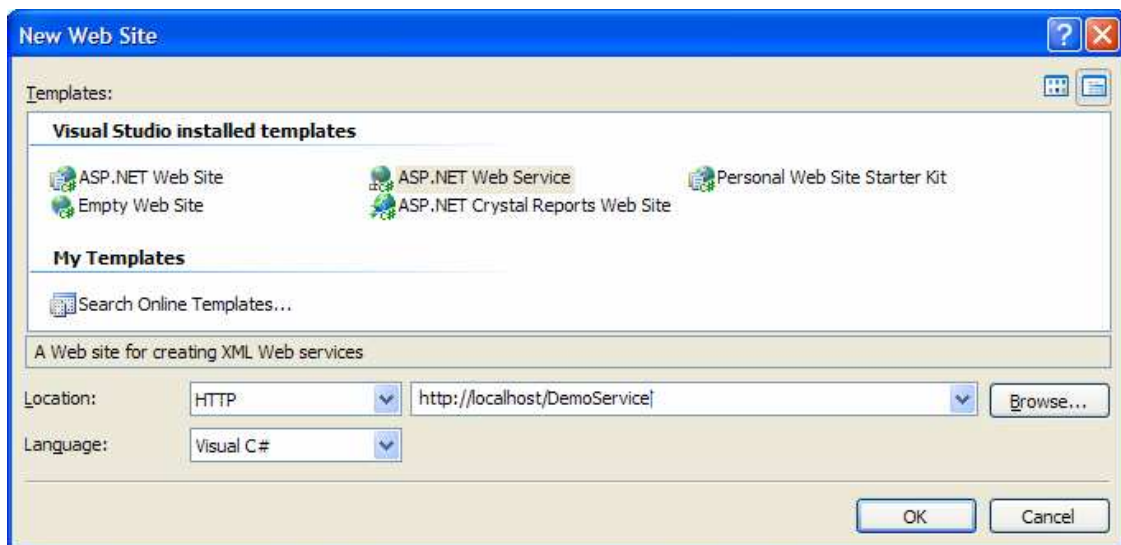 New Web Site
Templates:
Visual Studio installed templates
ASP.NET Web Site
ASP.NET Web Service
Personal Web Site Starter Kit
Empty Web Site
ASP.NET Crystal Reports Web Site
My Templates
Search Online Templates...
A Web site for creating XML Web services
Location:
HTTP
http://localhost/DemoService
Browse...
Language:
Visual C#
OK
Cancel